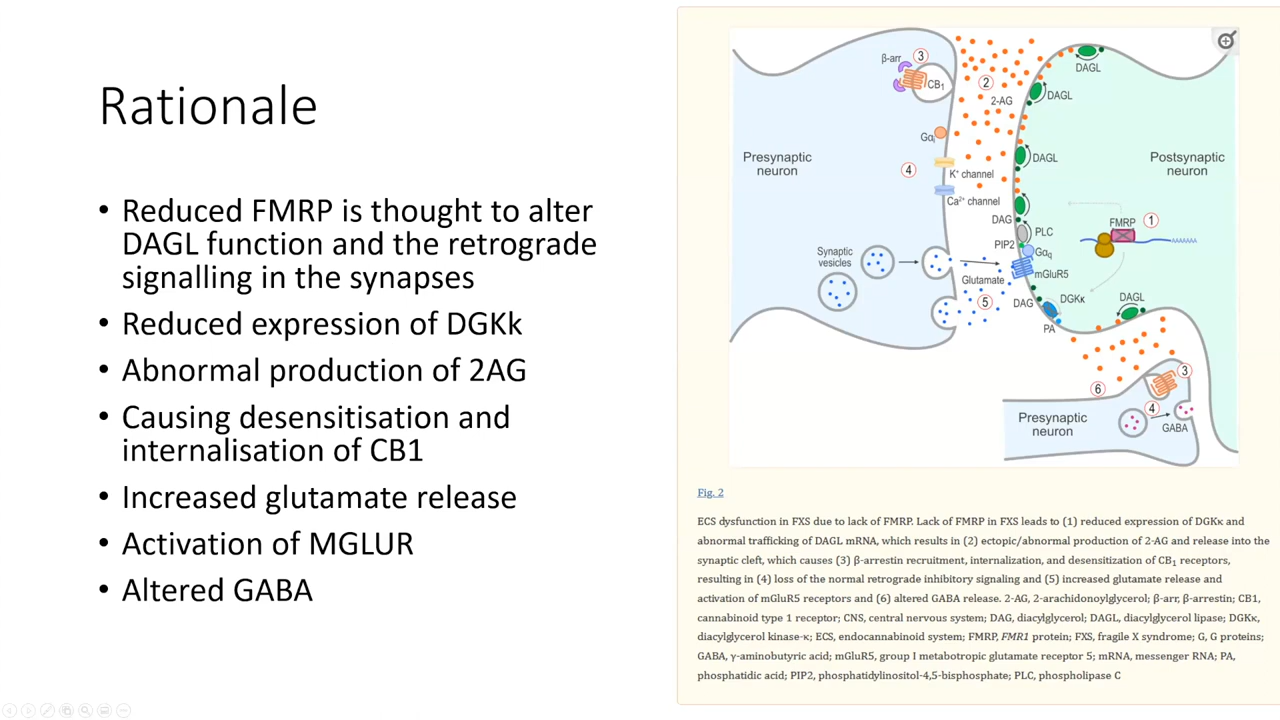 Rationale
• Reduced FMRP is thought to alter
DAGL function and the retrograde
signalling in the synapses
• Reduced expression of DGKk
• Abnormal production of 2AG
• Causing desensitisation and
internalisation of CB1
• Increased glutamate release
• Activation of MGLUR
• Altered GABA
β-arr
3
CB1
2
2-AG
DAGL
DAGL
Gαi
Presynaptic
neuron
4
K⁺ channel
Ca²⁺ channel
DAGL
Postsynaptic
neuron
DAG
PLC
PIP2
Gαq
mGluR5
FMRP
1
Synaptic
vesicles
Glutamate
5
DAG
DGKκ
PA
DAGL
6
3
4
Presynaptic
neuron
GABA
Fig. 2
ECS dysfunction in FXS due to lack of FMRP. Lack of FMRP in FXS leads to (1) reduced expression of DGKκ and
abnormal trafficking of DAGL mRNA, which results in (2) ectopic/abnormal production of 2-AG and release into the
synaptic cleft, which causes (3) β-arrestin recruitment, internalization, and desensitization of CB1 receptors,
resulting in (4) loss of the normal retrograde inhibitory signaling and (5) increased glutamate release and
activation of mGluR5 receptors and (6) altered GABA release. 2-AG, 2-arachidonoylglycerol; β-arr, β-arrestin; CB1,
cannabinoid type 1 receptor; CNS, central nervous system; DAG, diacylglycerol; DAGL, diacylglycerol lipase; DGKκ,
diacylglycerol kinase-κ; ECS, endocannabinoid system; FMRP, FMR1 protein; FXS, fragile X syndrome; G, G proteins;
GABA, γ-aminobutyric acid; mGluR5, group I metabotropic glutamate receptor 5; mRNA, messenger RNA; PA,
phosphatidic acid; PIP2, phosphatidylinositol-4,5-bisphosphate; PLC, phospholipase C